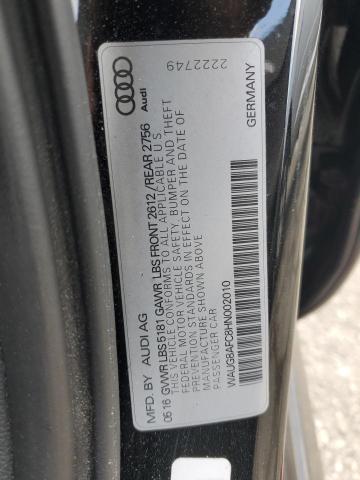 MFD. BY AUDI AG
06 16 GVWR LBS 5181 GAWR LBS FRONT 2612 / REAR 2756
THIS VEHICLE CONFORMS TO ALL APPLICABLE U S
FEDERAL MOTOR VEHICLE SAFETY, BUMPER AND THEFT
PREVENTION STANDARDS IN EFFECT ON THE DATE OF
MANUFACTURE SHOWN ABOVE
PASSENGER CAR
WAUG8AFC8HN002010
Audi
2222749
GERMANY